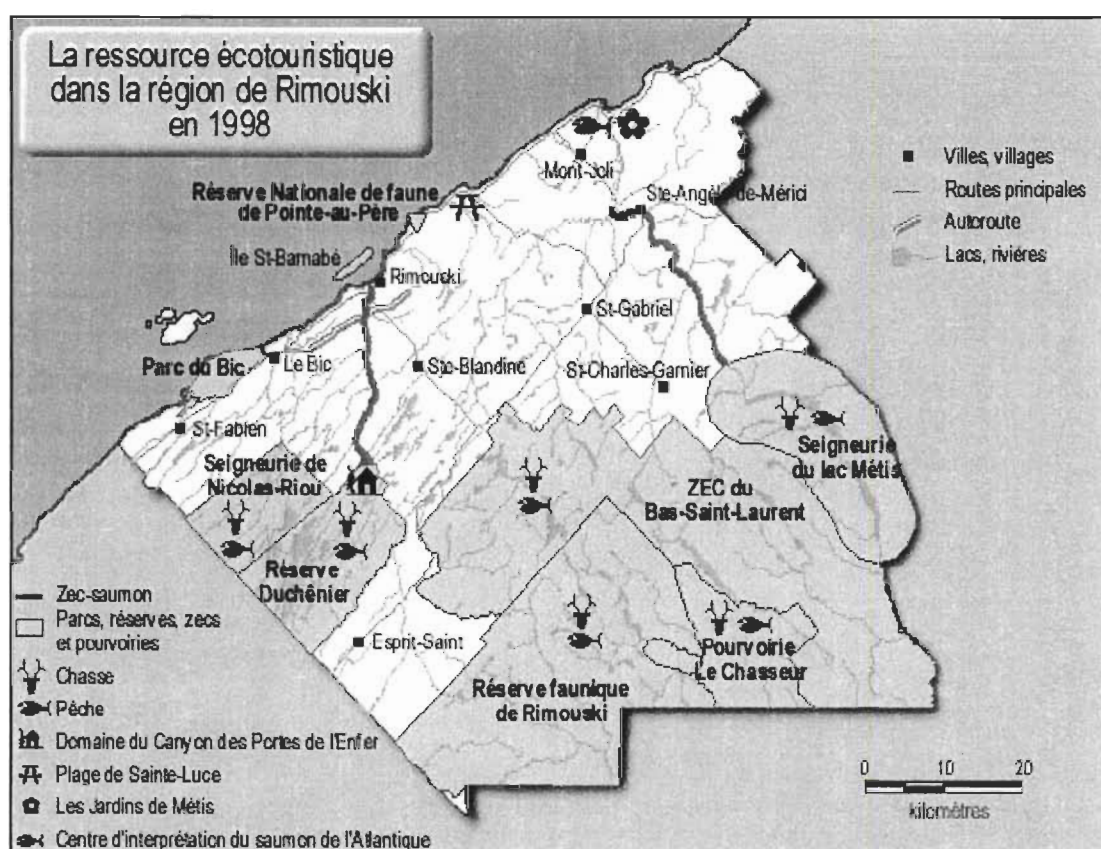 La ressource écotouristique
dans la région de Rimouski
en 1998
Villes, villages
Routes principales
Autoroute
Lacs, rivières
Mont-Joli
Ste-Angèle-de-Mérici
Réserve Nationale de faune
de Pointe-au-Père
Île St-Barnabé
Rimouski
St-Gabriel
Parc du Bic
Le Bic
Ste-Blandine
St-Charles-Garnier
St-Fabien
Seigneurie de
Nicolas-Riou
Seigneurie
du lac Métis
ZEC du
Bas-Saint-Laurent
Réserve
Duchênier
Esprit-Saint
Pourvoirie
Le Chasseur
Réserve faunique
de Rimouski
Zec-saumon
Parcs, réserves, zecs
et pourvoiries
Chasse
Pêche
Domaine du Canyon des Portes de l'Enfer
Plage de Sainte-Luce
Les Jardins de Métis
Centre d'interprétation du saumon de l'Atlantique
0 10 20
kilomètres